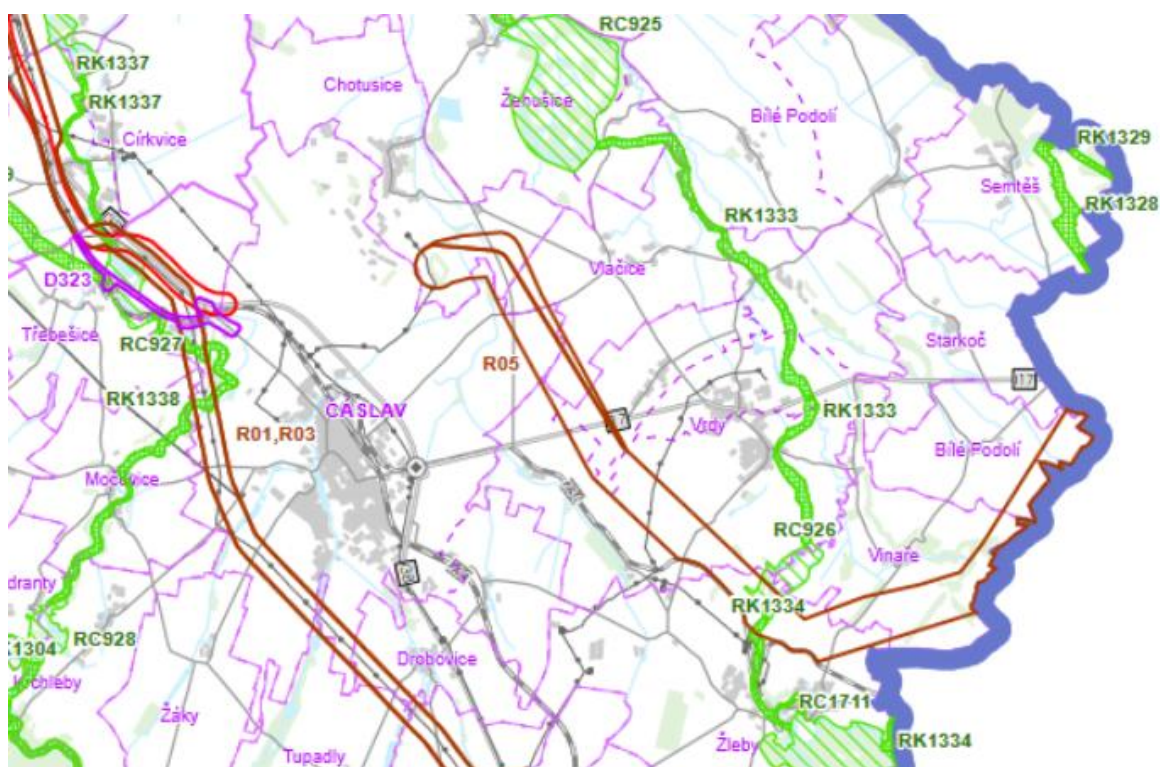 RC925
RK1337
Chotusice
RK1337
Žehušice
Bílé Podolí
Církvice
RK1329
Semtěš
RK1328
RK1333
Vlačice
D323
Třebešice
RC927
Starkoč
R05
RK1338
ČÁSLAV
RK1333
R01,R03
Vrdy
Bílé Podolí
Močovice
RC926
Vinaře
RK1334
RC928
Drobovice
Žáky
RC1711
Žleby
RK1334
Tupadly